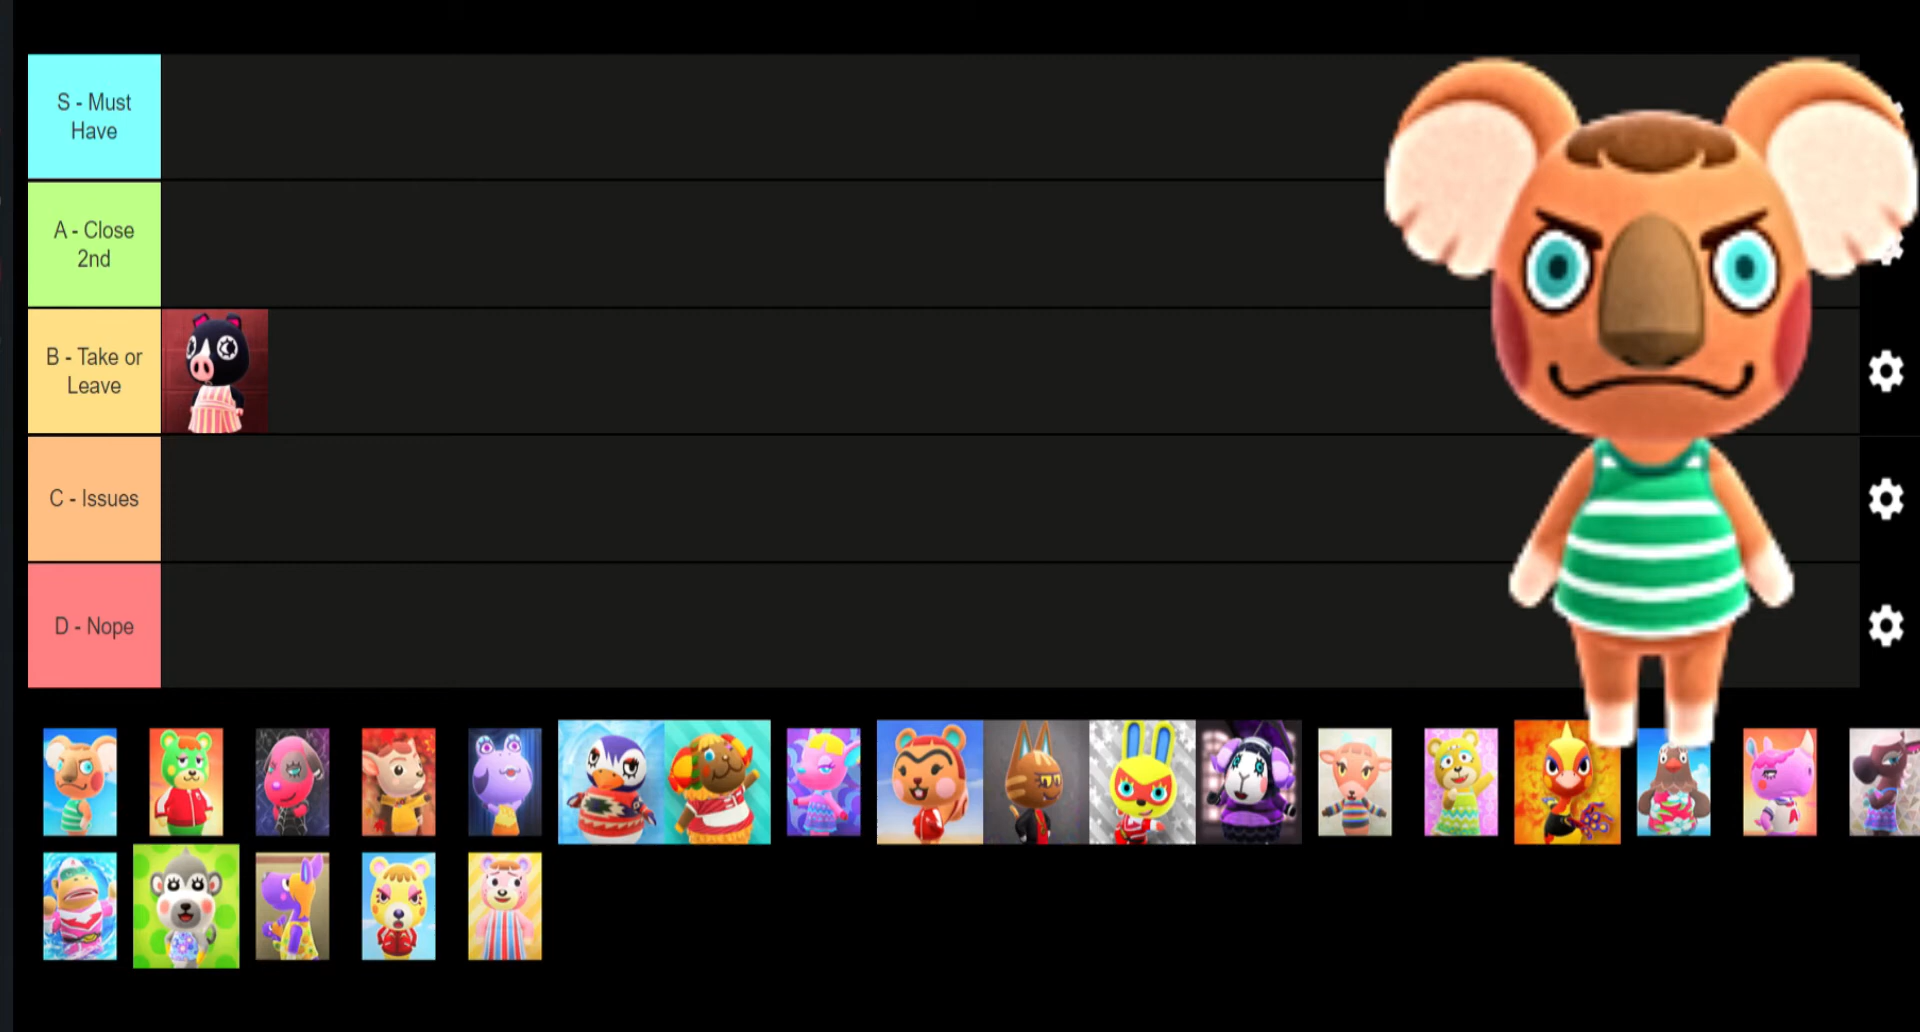 S - Must
Have
A - Close
2nd
B - Take or
Leave
C - Issues
D - Nope